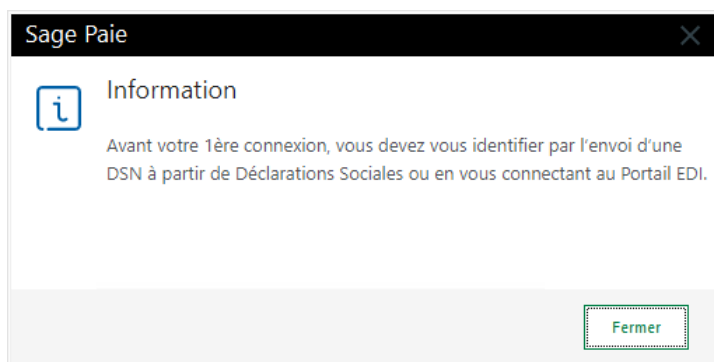 Sage Paie
Information
Avant votre 1ère connexion, vous devez vous identifier par l'envoi d'une
DSN à partir de Déclarations Sociales ou en vous connectant au Portail EDI.
Fermer